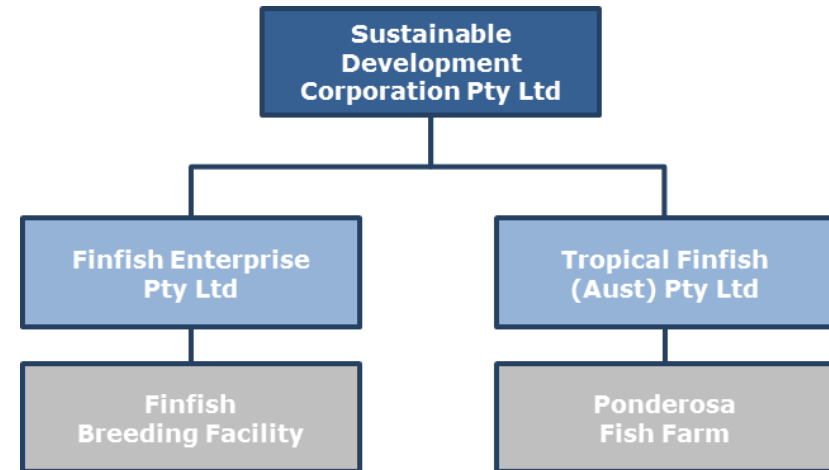 Sustainable
Development
Corporation Pty Ltd
Finfish Enterprise
Pty Ltd
Tropical Finfish
(Aust) Pty Ltd
Finfish
Breeding Facility
Ponderosa
Fish Farm